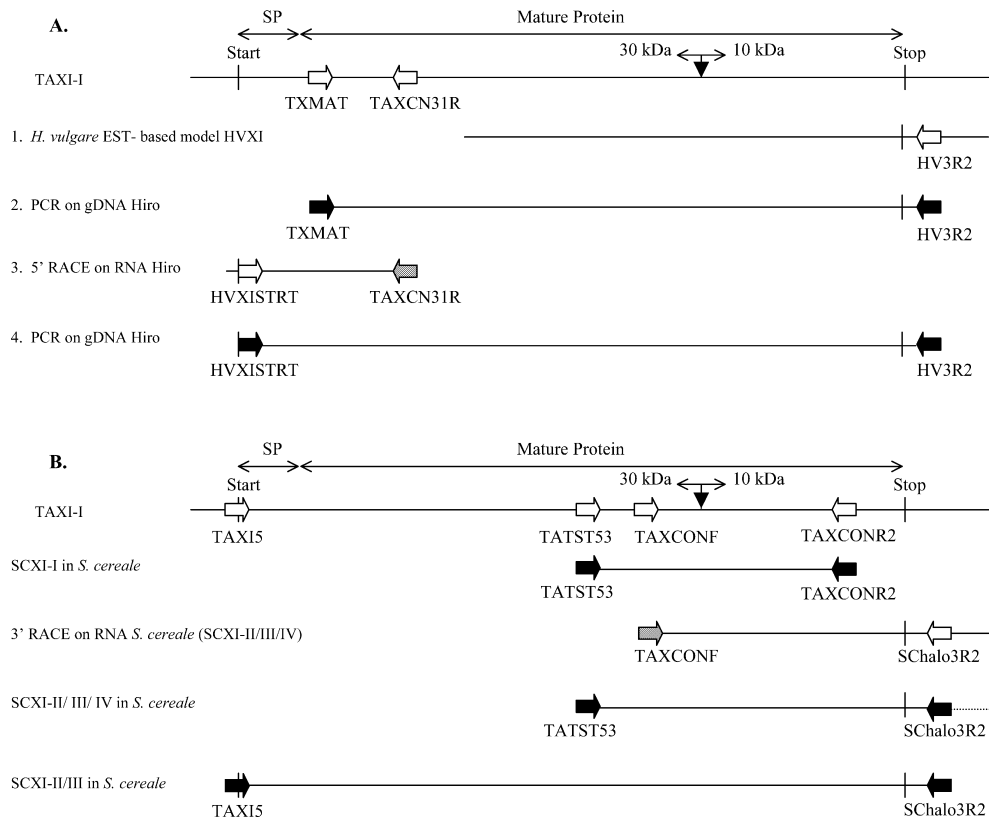 A.
SP Mature Protein
Start 30 kDa 10 kDa Stop
TAXI-I
TXMAT TAXCN31R
1. H. vulgare EST- based model HVXI
HV3R2
2. PCR on gDNA Hiro
TXMAT HV3R2
3. 5’ RACE on RNA Hiro
HVXISTRT TAXCN31R
4. PCR on gDNA Hiro
HVXISTRT HV3R2
B.
SP Mature Protein
Start 30 kDa 10 kDa Stop
TAXI-I
TAXI5 TATST53 TAXCONF TAXCONR2
SCXI-I in S. cereale
TATST53 TAXCONR2
3’ RACE on RNA S. cereale (SCXI-II/III/IV)
TAXCONF SChalo3R2
SCXI-II/ III/ IV in S. cereale
TATST53 SChalo3R2
SCXI-II/III in S. cereale
TAXI5 SChalo3R2